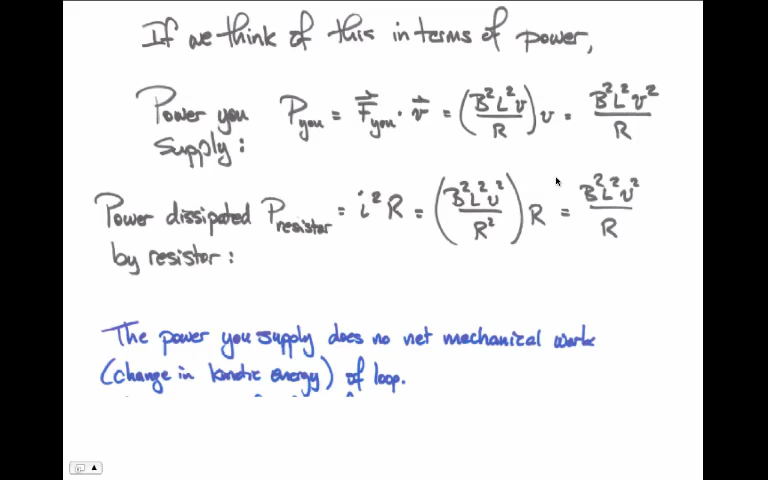 If we think of this in terms of power,
Power you supply: P_you = F⃗_you · v⃗ = (B²L²v / R) v = B²L²v² / R
Power dissipated by resistor: P_resistor = i²R = (B²L²v² / R²) R = B²L²v² / R
The power you supply does no net mechanical work
(change in kinetic energy) of loop.